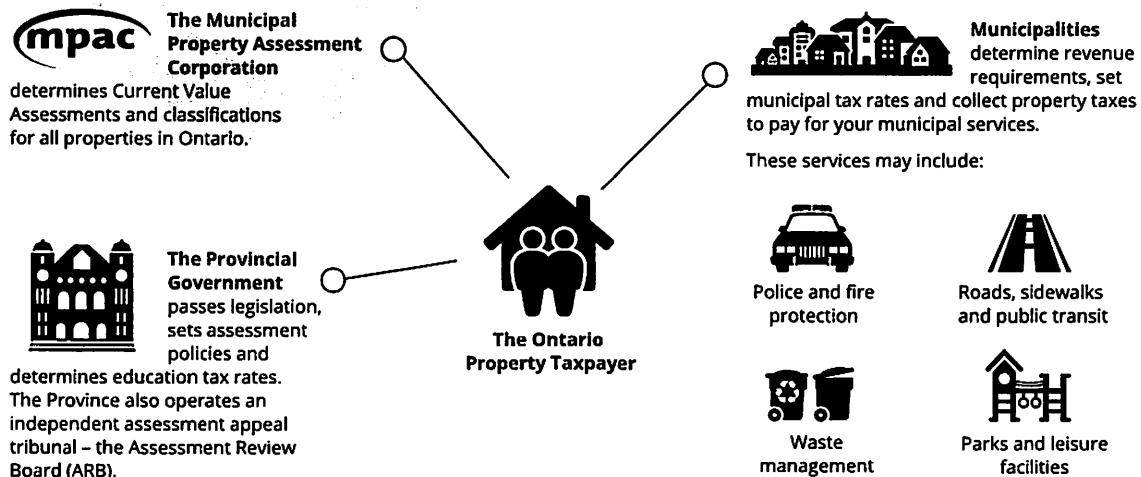 mpac
The Municipal
Property Assessment
Corporation
determines Current Value
Assessments and classifications
for all properties in Ontario.
The Provincial
Government
passes legislation,
sets assessment
policies and
determines education tax rates.
The Province also operates an
independent assessment appeal
tribunal – the Assessment Review
Board (ARB).
The Ontario
Property Taxpayer
Municipalities
determine revenue
requirements, set
municipal tax rates and collect property taxes
to pay for your municipal services.
These services may include:
Police and fire
protection
Roads, sidewalks
and public transit
Waste
management
Parks and leisure
facilities